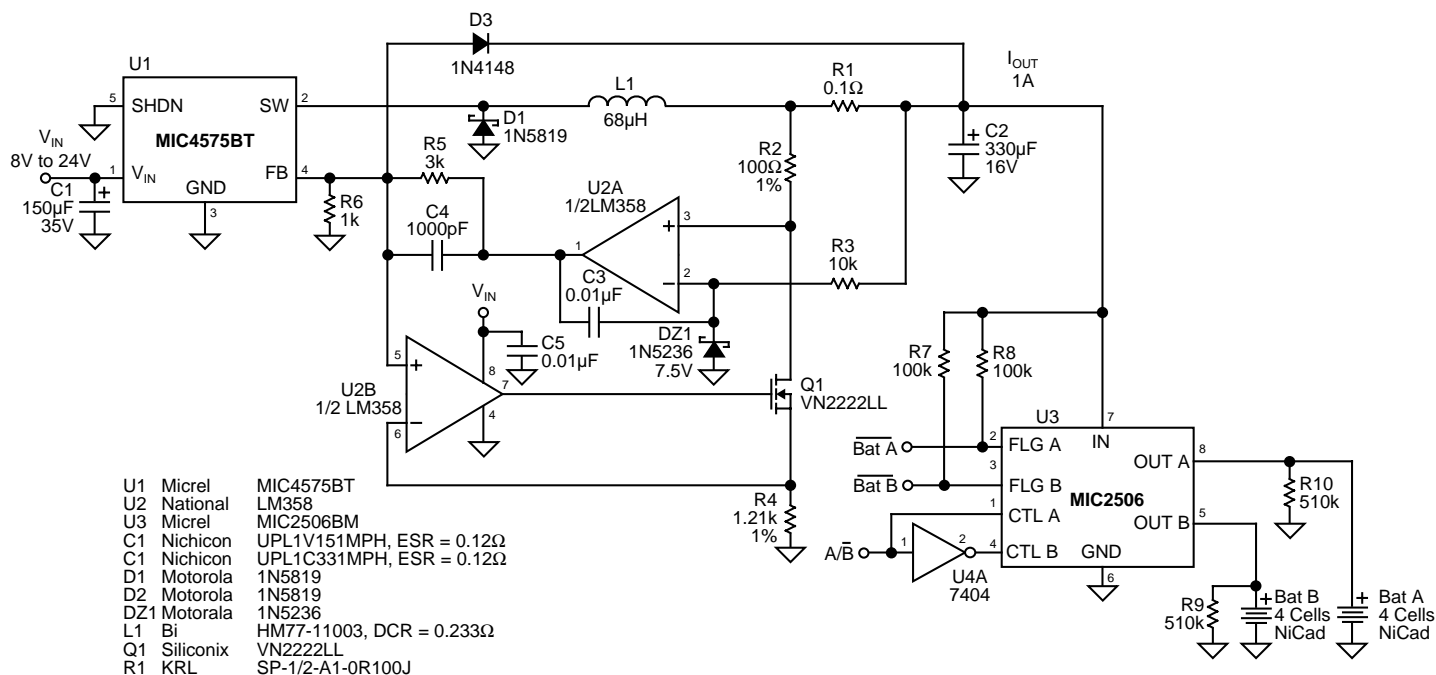 D3
1N4148
U1
5
SHDN
SW
2
MIC4575BT
VIN
8V to 24V
1
VIN
FB
4
GND
3
C1
150µF
35V
R6
1k
R5
3k
C4
1000pF
D1
1N5819
L1
68µH
R1
0.1Ω
IOUT
1A
R2
100Ω
1%
C2
330µF
16V
U2A
1/2LM358
3
+
2
–
1
C3
0.01µF
R3
10k
DZ1
1N5236
7.5V
VIN
C5
0.01µF
5
+
6
–
8
7
4
U2B
1/2 LM358
Q1
VN2222LL
R4
1.21k
1%
R7
100k
R8
100k
U3
7
IN
2
FLG A
3
FLG B
MIC2506
1
CTL A
4
CTL B
GND
6
OUT A
8
OUT B
5
Bat A
Bat B
A/B
1
2
U4A
7404
R10
510k
R9
510k
+
Bat B
4 Cells
NiCad
+
Bat A
4 Cells
NiCad
U1 Micrel MIC4575BT
U2 National LM358
U3 Micrel MIC2506BM
C1 Nichicon UPL1V151MPH, ESR = 0.12Ω
C1 Nichicon UPL1C331MPH, ESR = 0.12Ω
D1 Motorola 1N5819
D2 Motorola 1N5819
DZ1 Motorala 1N5236
L1 Bi HM77-11003, DCR = 0.233Ω
Q1 Siliconix VN2222LL
R1 KRL SP-1/2-A1-0R100J